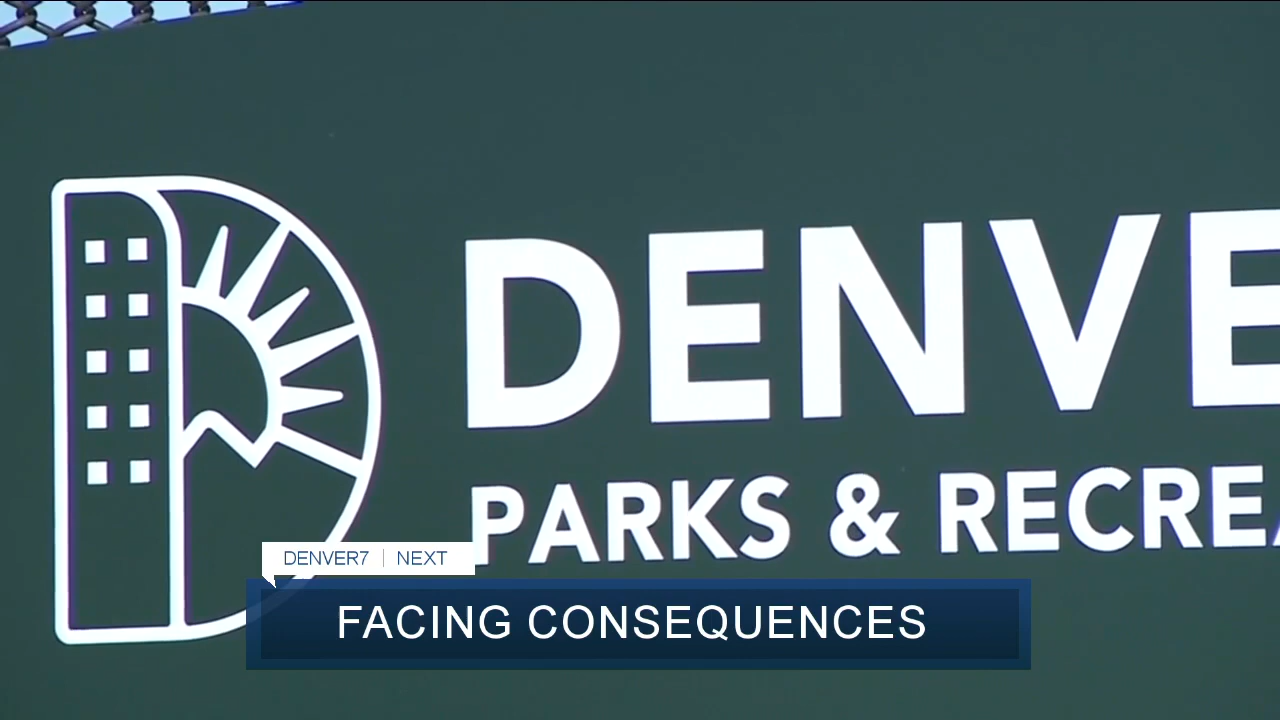 DENVE
PARKS & RECREA
DENVER7 | NEXT
FACING CONSEQUENCES